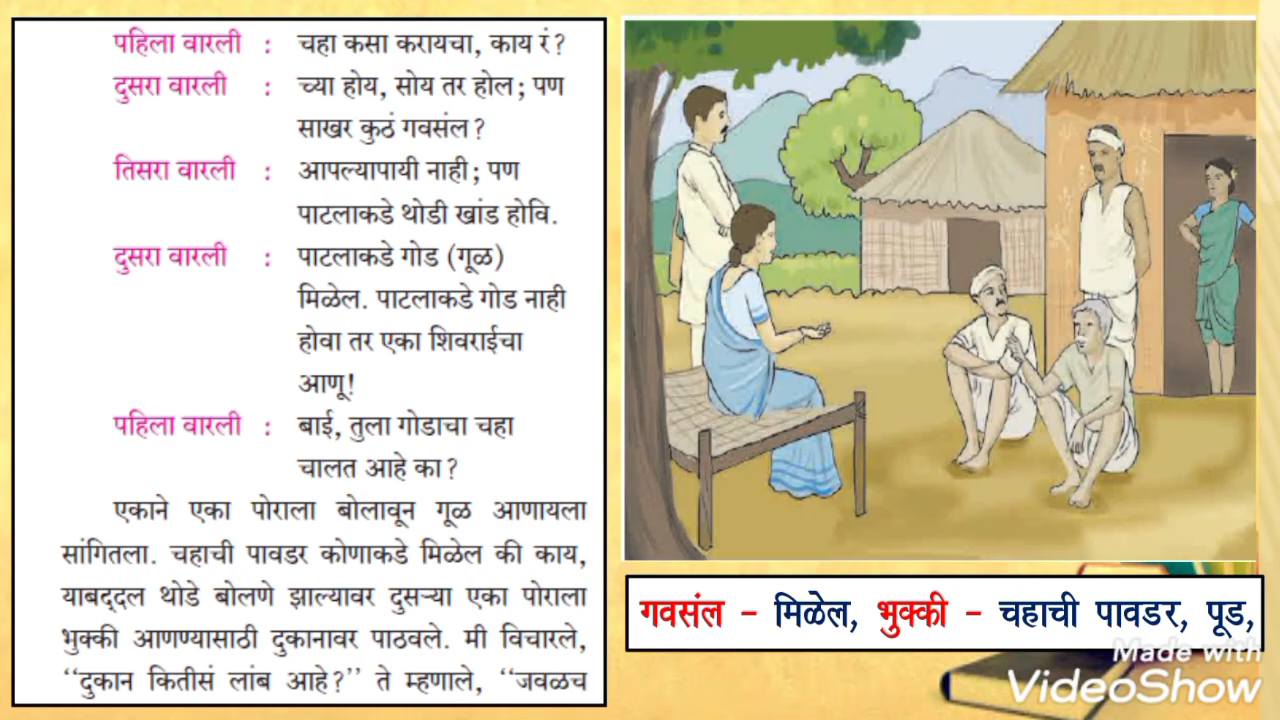 पहिला वारली : चहा कसा करायचा, काय रं?
दुसरा वारली : च्या होय, सोय तर होल; पण
साखर कुठं गवसंल?
तिसरा वारली : आपल्यापायी नाही; पण
पाटलाकडे थोडी खांड होवि.
दुसरा वारली : पाटलाकडे गोड (गूळ)
मिळेल. पाटलाकडे गोड नाही
होवा तर एका शिवराईचा
आणू!
पहिला वारली : बाई, तुला गोडाचा चहा
चालत आहे का?
एकाने एका पोराला बोलावून गूळ आणायला
सांगितला. चहाची पावडर कोणाकडे मिळेल की काय,
याबद्दल थोडे बोलणे झाल्यावर दुसऱ्या एका पोराला
भुक्की आणण्यासाठी दुकानावर पाठवले. मी विचारले,
‘‘दुकान कितीसं लांब आहे?’’ ते म्हणाले, ‘‘जवळच
गवसंल - मिळेल, भुक्की - चहाची पावडर, पूड,
Made with
VideoShow